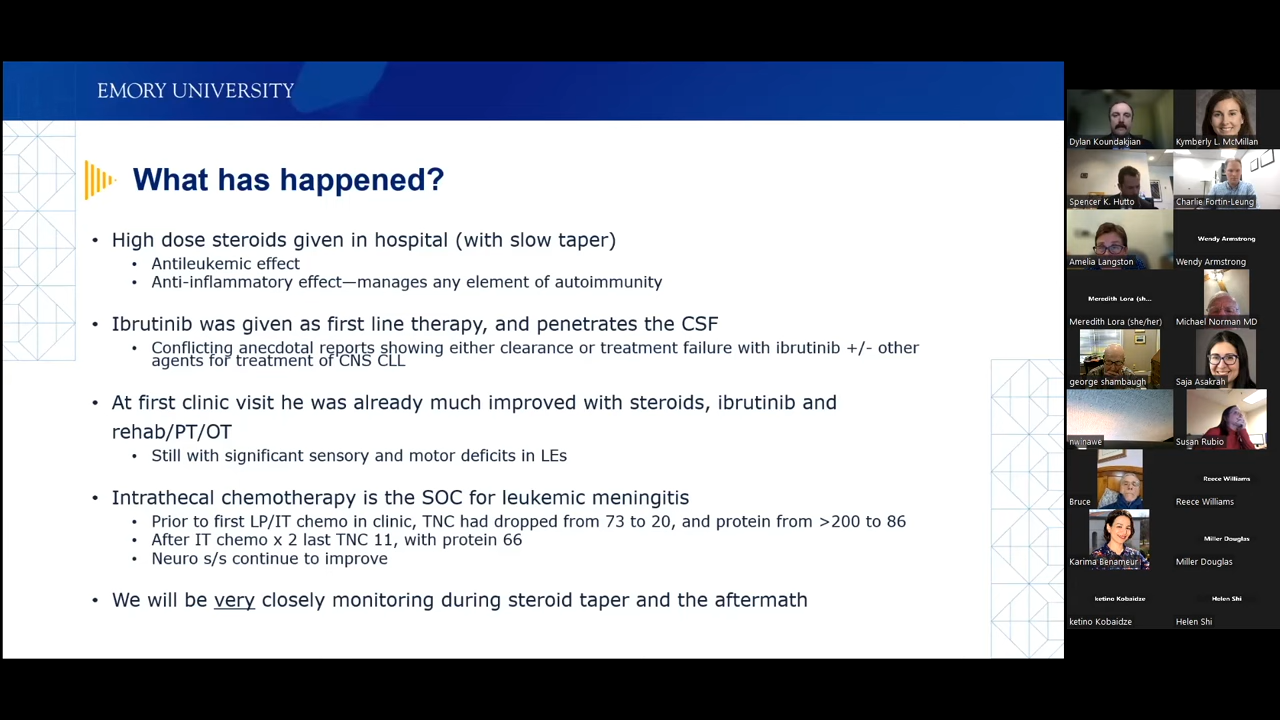 EMORY UNIVERSITY
What has happened?
• High dose steroids given in hospital (with slow taper)
• Antileukemic effect
• Anti-inflammatory effect—manages any element of autoimmunity
• Ibrutinib was given as first line therapy, and penetrates the CSF
• Conflicting anecdotal reports showing either clearance or treatment failure with ibrutinib +/- other
agents for treatment of CNS CLL
• At first clinic visit he was already much improved with steroids, ibrutinib and
rehab/PT/OT
• Still with significant sensory and motor deficits in LEs
• Intrathecal chemotherapy is the SOC for leukemic meningitis
• Prior to first LP/IT chemo in clinic, TNC had dropped from 73 to 20, and protein from >200 to 86
• After IT chemo x 2 last TNC 11, with protein 66
• Neuro s/s continue to improve
• We will be very closely monitoring during steroid taper and the aftermath
Dylan Koundakjian
Kymberly L. McMillan
Spencer K. Hutto
Charlie Fortin-Leung
Amelia Langston
Wendy Armstrong
Wendy Armstrong
Meredith Lora (sh...
Meredith Lora (she/her)
Michael Norman MD
george shambaugh
Saja Asakrah
nwinawe
Susan Rubio
Bruce
Reece Williams
Reece Williams
Karima Benameur
Miller Douglas
Miller Douglas
ketino Kobaidze
ketino Kobaidze
Helen Shi
Helen Shi